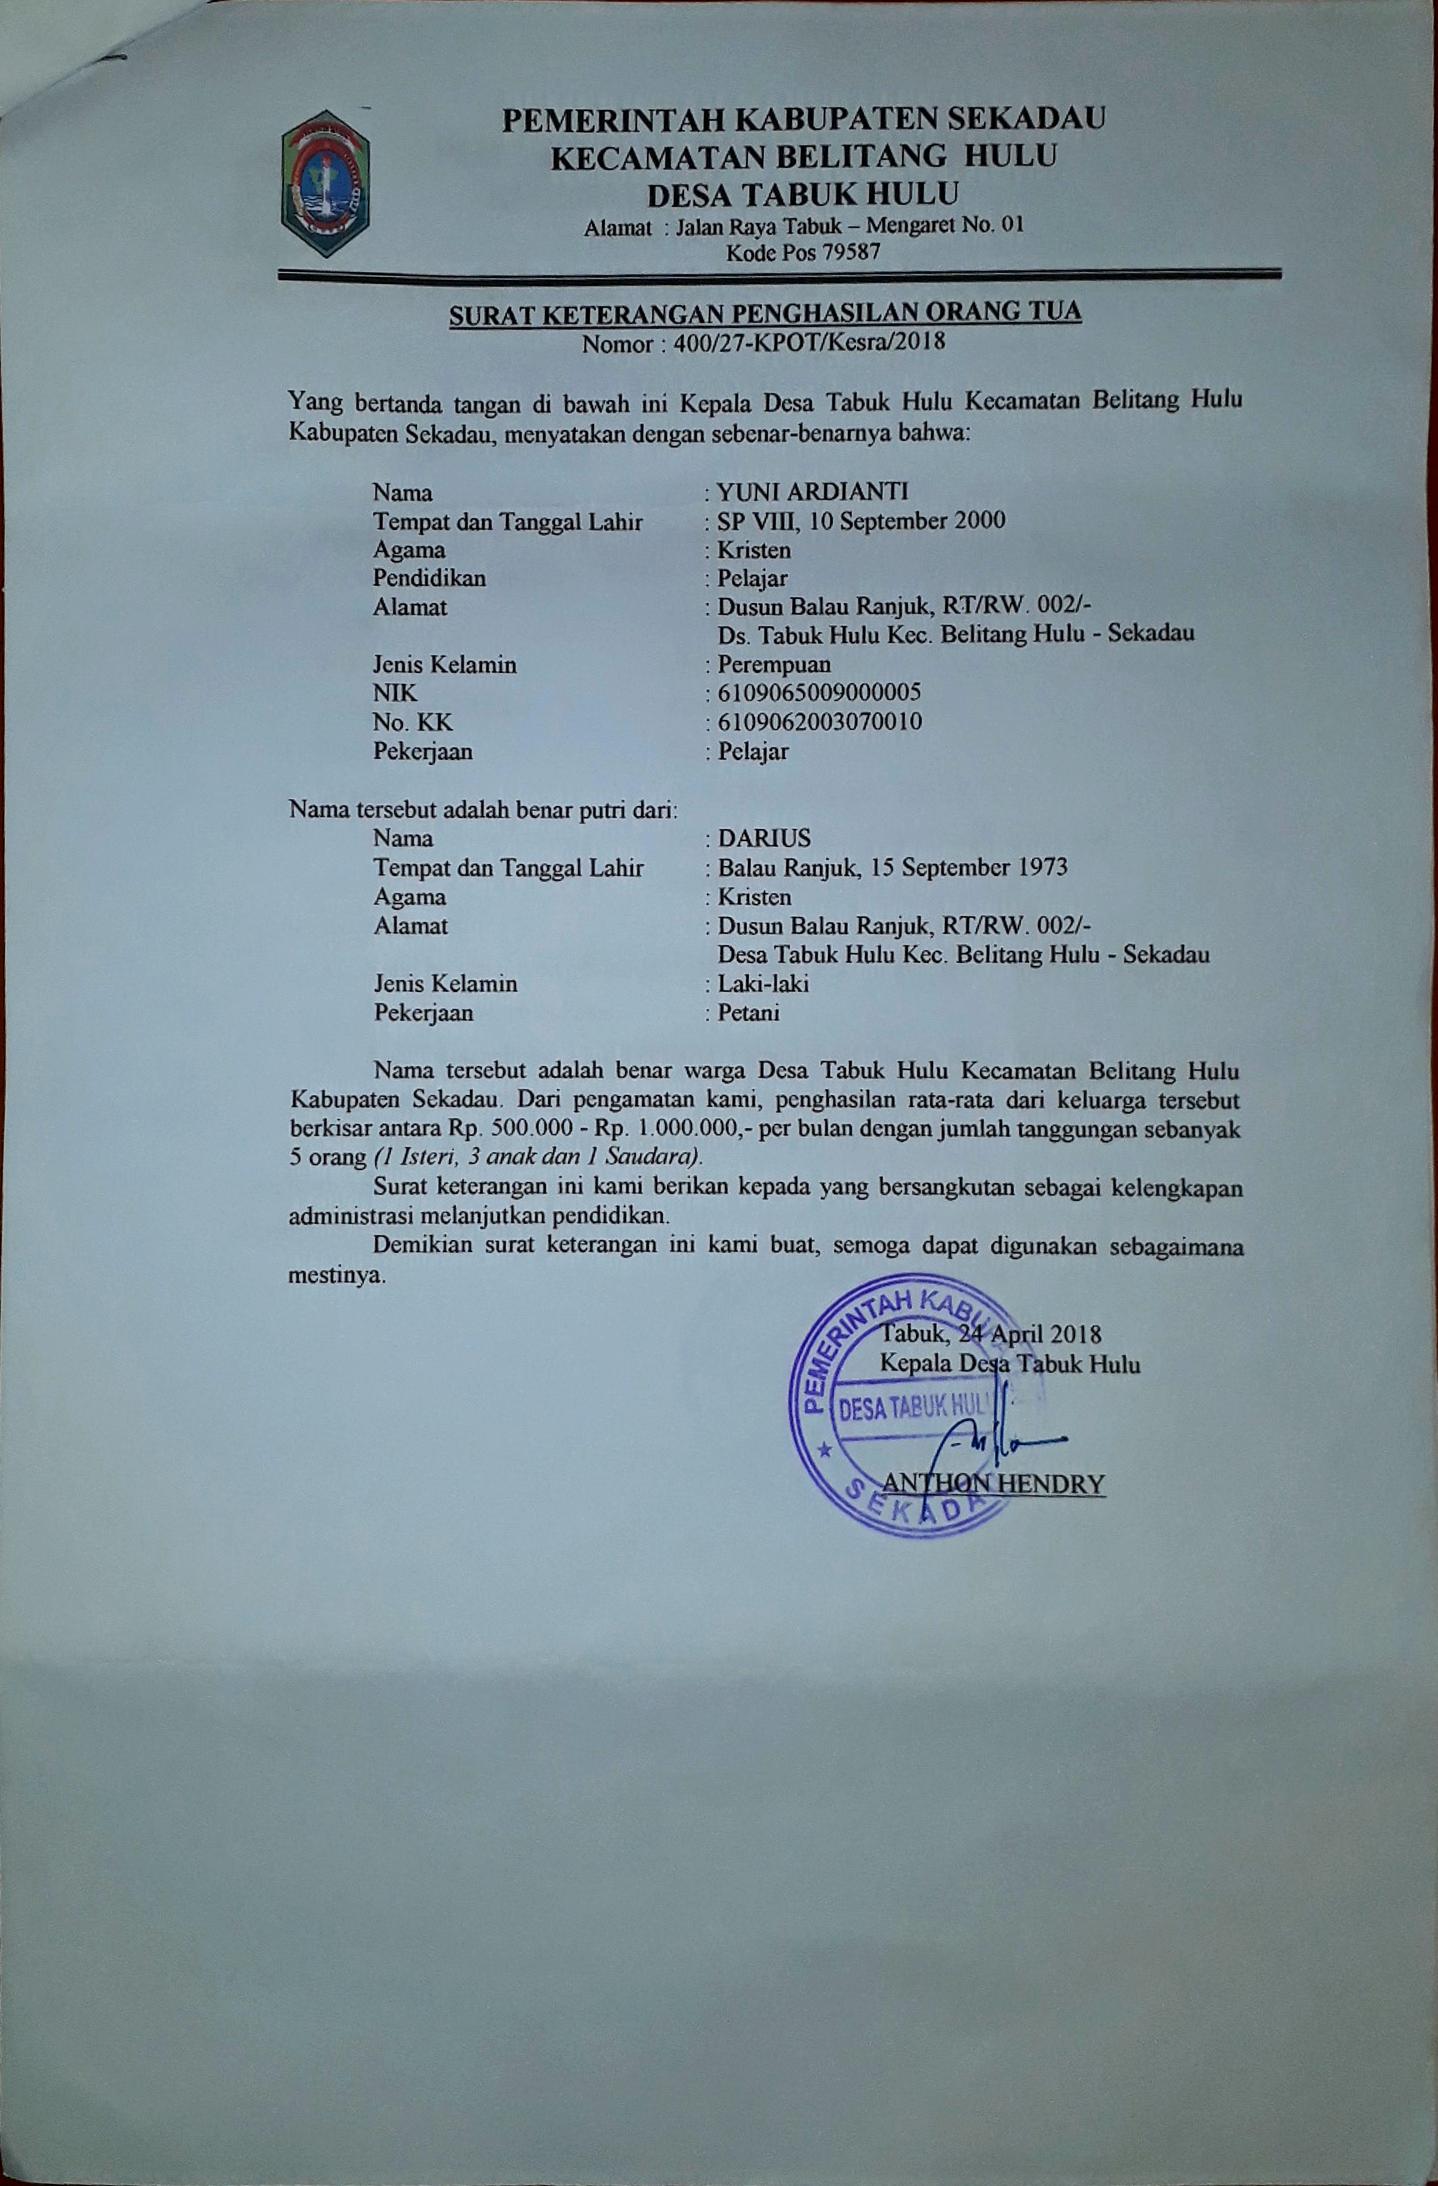 PEMERINTAH KABUPATEN SEKADAU
KECAMATAN BELITANG HULU
DESA TABUK HULU
Alamat : Jalan Raya Tabuk – Mengaret No. 01
Kode Pos 79587
SURAT KETERANGAN PENGHASILAN ORANG TUA
Nomor : 400/27-KPOT/Kesra/2018
Yang bertanda tangan di bawah ini Kepala Desa Tabuk Hulu Kecamatan Belitang Hulu
Kabupaten Sekadau, menyatakan dengan sebenar-benarnya bahwa:
Nama : YUNI ARDIANTI
Tempat dan Tanggal Lahir : SP VIII, 10 September 2000
Agama : Kristen
Pendidikan : Pelajar
Alamat : Dusun Balau Ranjuk, RT/RW. 002/-
Ds. Tabuk Hulu Kec. Belitang Hulu - Sekadau
Jenis Kelamin : Perempuan
NIK : 6109065009000005
No. KK : 6109062003070010
Pekerjaan : Pelajar
Nama tersebut adalah benar putri dari:
Nama : DARIUS
Tempat dan Tanggal Lahir : Balau Ranjuk, 15 September 1973
Agama : Kristen
Alamat : Dusun Balau Ranjuk, RT/RW. 002/-
Desa Tabuk Hulu Kec. Belitang Hulu - Sekadau
Jenis Kelamin : Laki-laki
Pekerjaan : Petani
Nama tersebut adalah benar warga Desa Tabuk Hulu Kecamatan Belitang Hulu
Kabupaten Sekadau. Dari pengamatan kami, penghasilan rata-rata dari keluarga tersebut
berkisar antara Rp. 500.000 - Rp. 1.000.000,- per bulan dengan jumlah tanggungan sebanyak
5 orang (1 Isteri, 3 anak dan 1 Saudara).
Surat keterangan ini kami berikan kepada yang bersangkutan sebagai kelengkapan
administrasi melanjutkan pendidikan.
Demikian surat keterangan ini kami buat, semoga dapat digunakan sebagaimana
mestinya.
Tabuk, 24 April 2018
Kepala Desa Tabuk Hulu
PEMERINTAH
DESA TABUK
ANTHON HENDRY